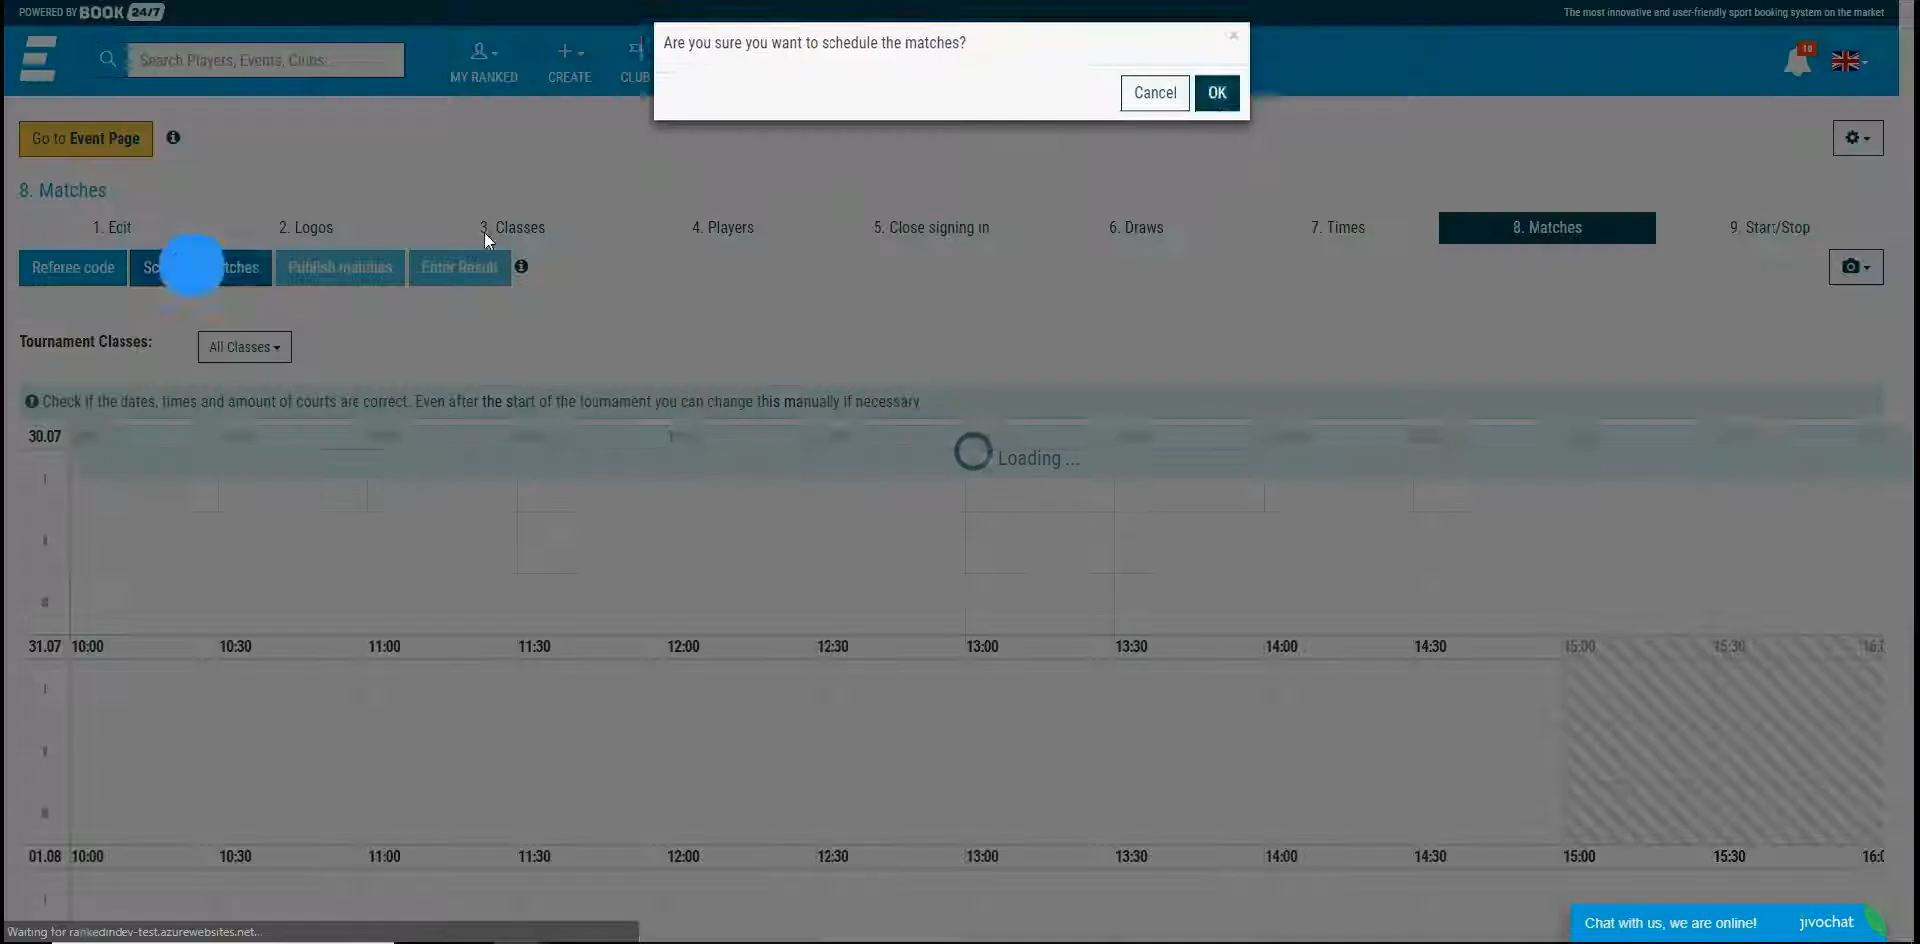 POWERED BY BOOK 24/7
The most innovative and user-friendly sport booking system on the market
Are you sure you want to schedule the matches?
×
Cancel
OK
Search Players, Events, Clubs...
MY RANKED
CREATE
CLUB
10
Go to Event Page
8. Matches
1. Edit
2. Logos
3. Classes
4. Players
5. Close signing in
6. Draws
7. Times
8. Matches
9. Start/Stop
Referee code
Publish matches
Enter Result
Tournament Classes:
All Classes
Check if the dates, times and amount of courts are correct. Even after the start of the tournament you can change this manually if necessary
30.07
Loading ...
31.07 10:00 10:30 11:00 11:30 12:00 12:30 13:00 13:30 14:00 14:30 15:00 15:30
01.08 10:00 10:30 11:00 11:30 12:00 12:30 13:00 13:30 14:00 14:30 15:00 15:30
Waiting for rankedindev-test.azurewebsites.net...
Chat with us, we are online!
jivochat